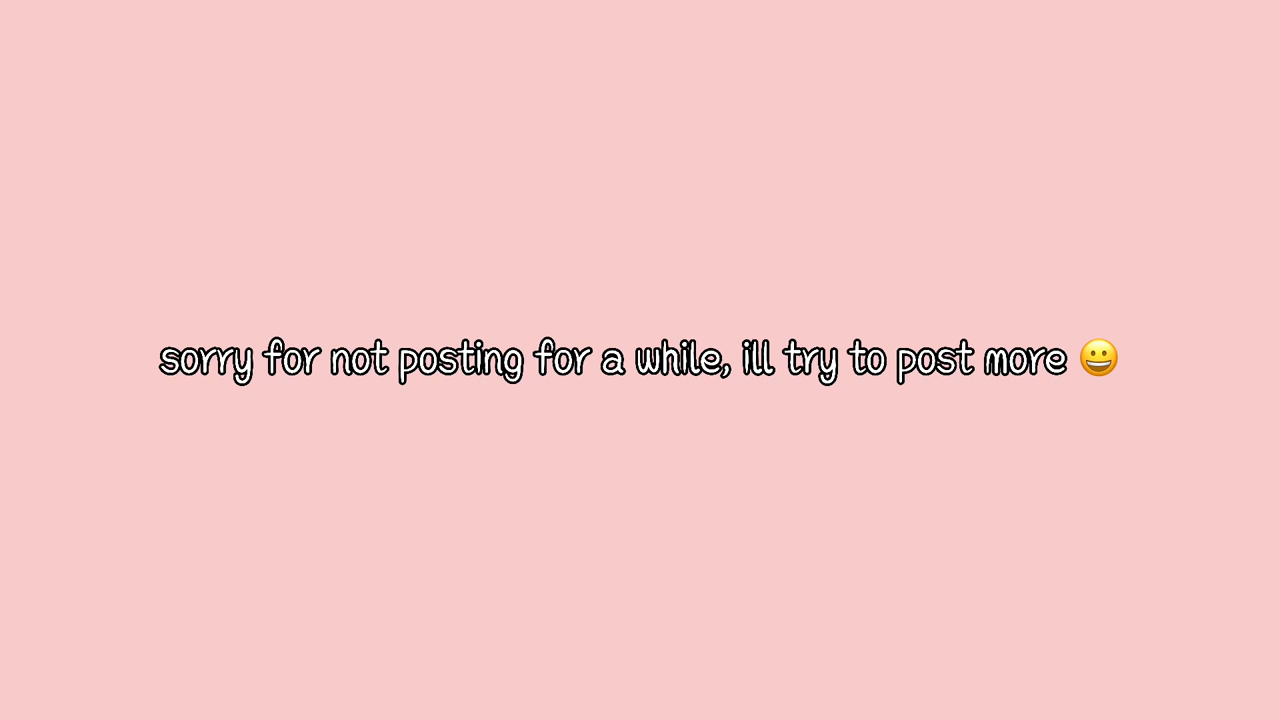 sorry for not posting for a while, ill try to post more 😀